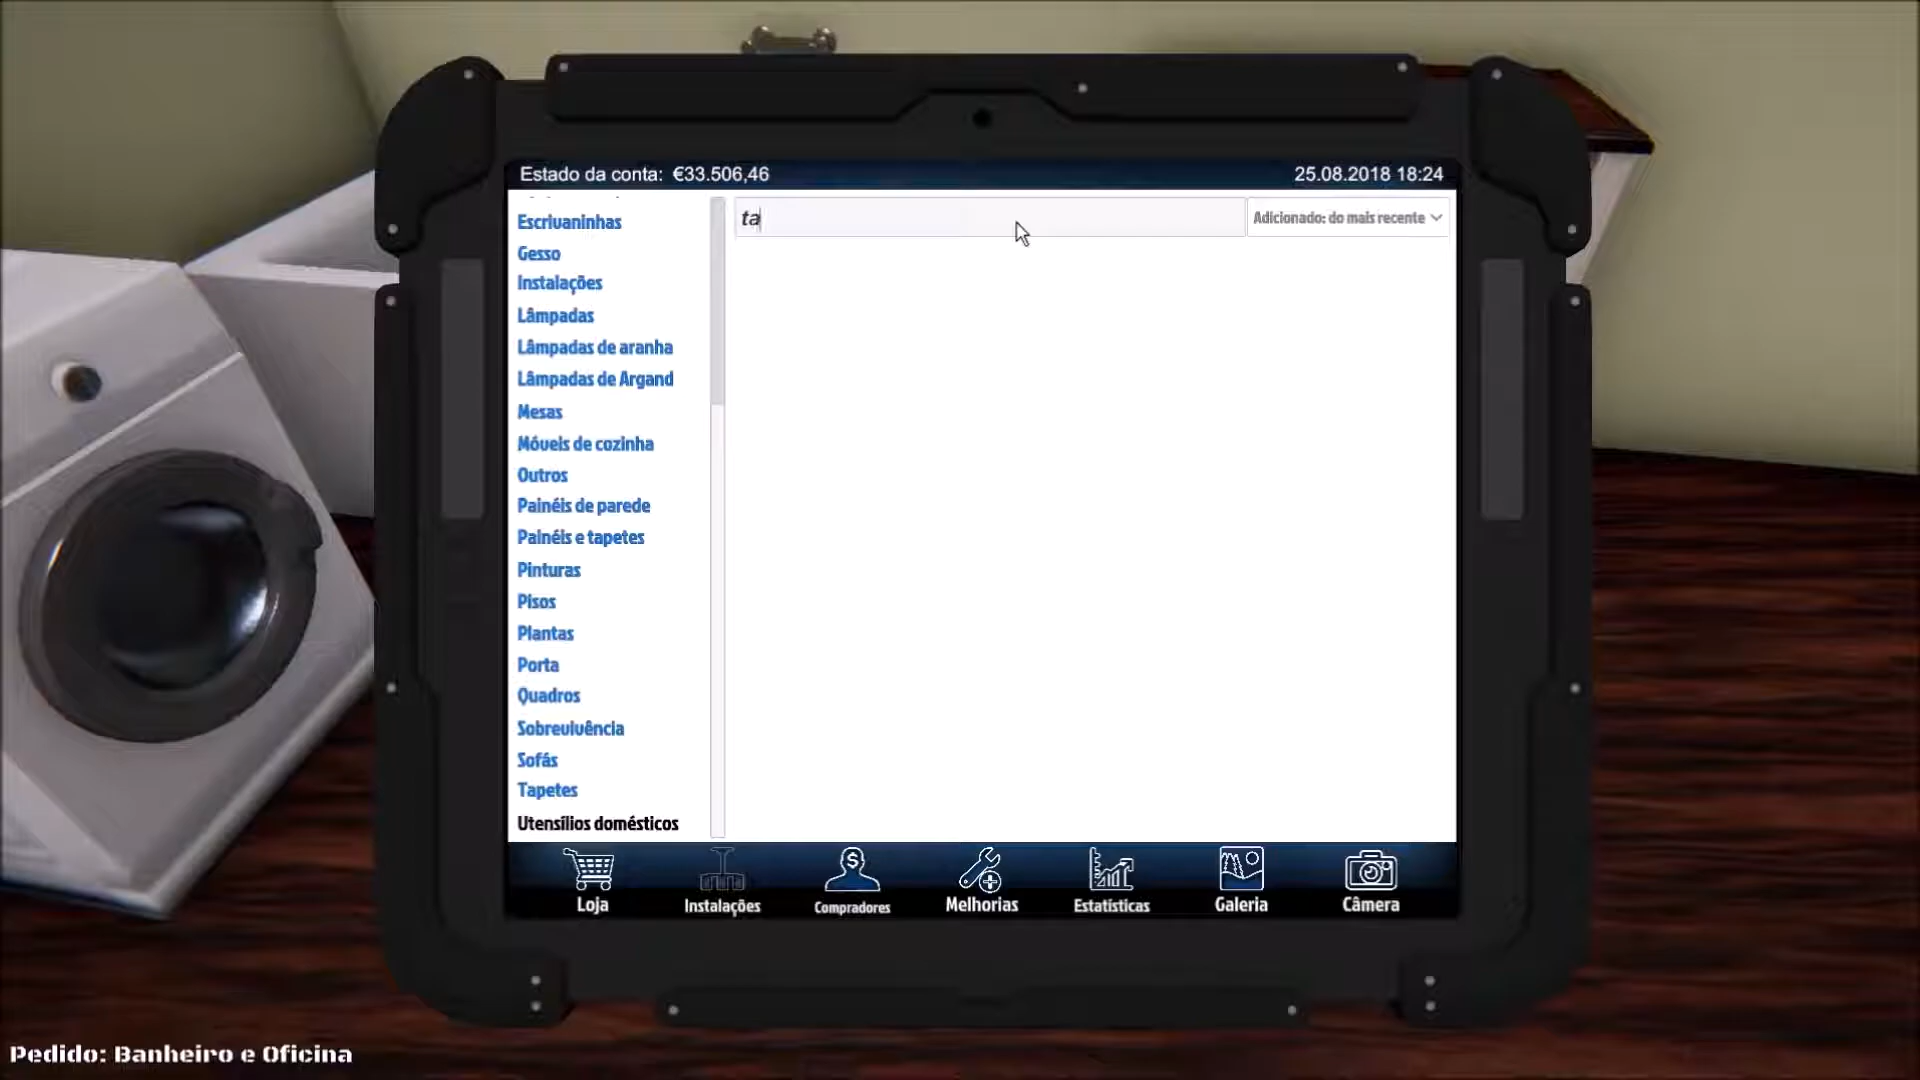 Estado da conta: €33.506,46
25.08.2018 18:24
ta
Adicionado: do mais recente
Escrivaninhas
Gesso
Instalações
Lâmpadas
Lâmpadas de aranha
Lâmpadas de Argand
Mesas
Móveis de cozinha
Outros
Painéis de parede
Painéis e tapetes
Pinturas
Pisos
Plantas
Porta
Quadros
Sobrevivência
Sofás
Tapetes
Utensílios domésticos
Loja
Instalações
Compradores
Melhorias
Estatísticas
Galeria
Câmera
Pedido: Banheiro e Oficina